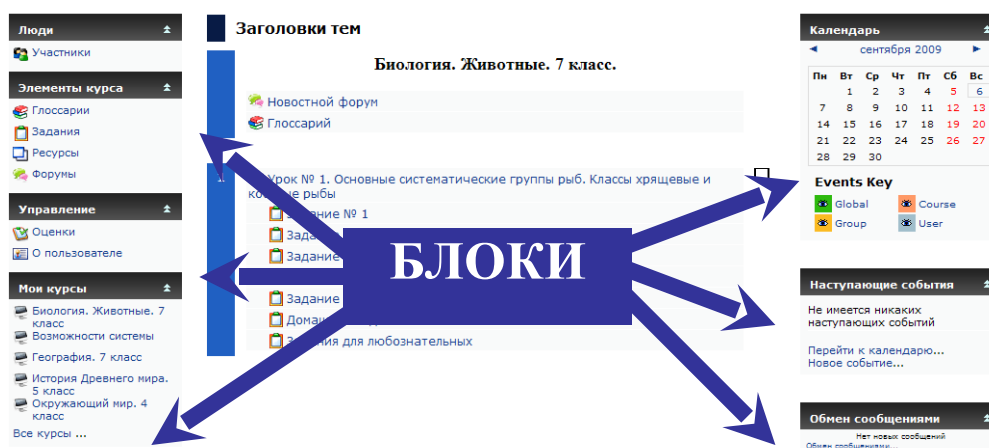 Люди
Участники
Элементы курса
Глоссарии
Задания
Ресурсы
Форумы
Управление
Оценки
О пользователе
Мои курсы
Биология. Животные. 7
класс
Возможности системы
География. 7 класс
История Древнего мира.
5 класс
Окружающий мир. 4
класс
Все курсы ...
Заголовки тем
Биология. Животные. 7 класс.
Новостной форум
Глоссарий
Урок № 1. Основные систематические группы рыб. Классы хрящевые и
рыбы
№ 1
Задание
Задание
для любознательных
БЛОКИ
Календарь
сентября 2009
Пн Вт Ср Чт Пт Сб Вс
1 2 3 4 5 6
7 8 9 10 11 12 13
14 15 16 17 18 19 20
21 22 23 24 25 26 27
28 29 30
Events Key
Global Course
Group User
Наступающие события
Не имеется никаких
наступающих событий
Перейти к календарю...
Новое событие...
Обмен сообщениями
Нет новых сообщений
Обмен сообщениями...